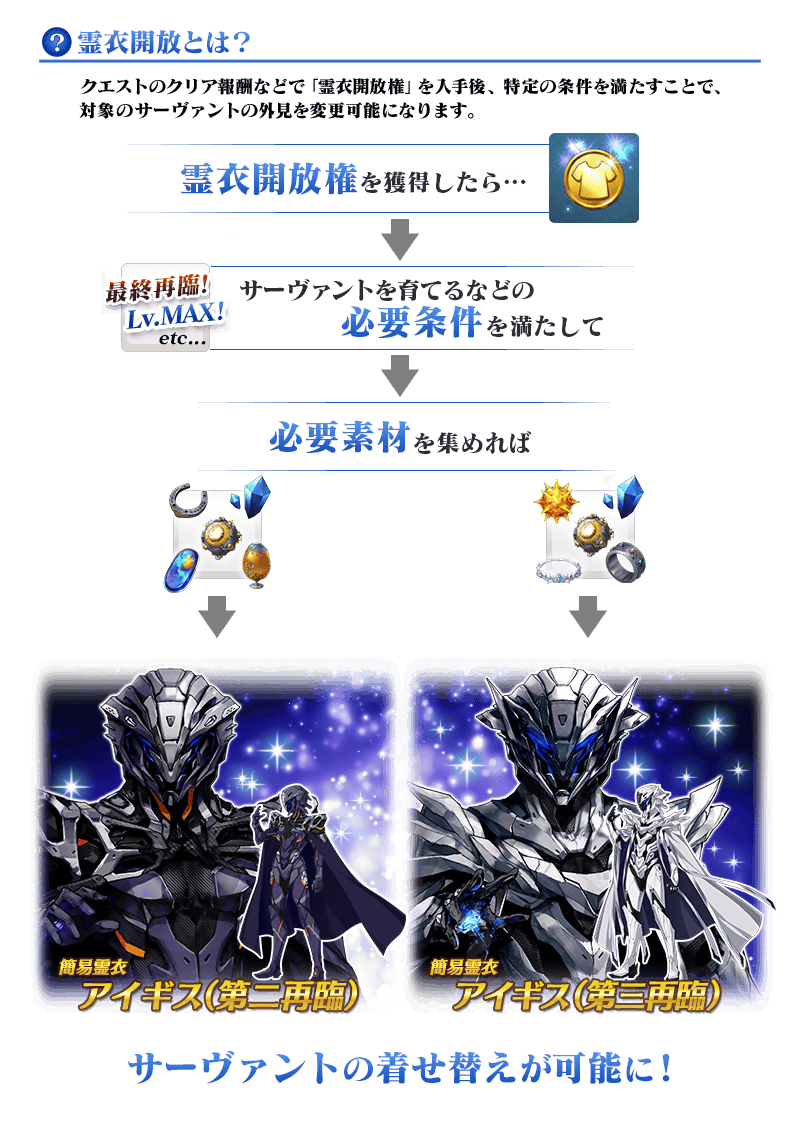 ? 霊衣開放とは？
クエストのクリア報酬などで「霊衣開放権」を入手後、特定の条件を満たすことで、
対象のサーヴァントの外見を変更可能になります。
霊衣開放権を獲得したら…
最終再臨!
Lv.MAX!
etc...
サーヴァントを育てるなどの
必要条件を満たして
必要素材を集めれば
簡易霊衣
アイギス(第二再臨)
簡易霊衣
アイギス(第三再臨)
サーヴァントの着せ替えが可能に！